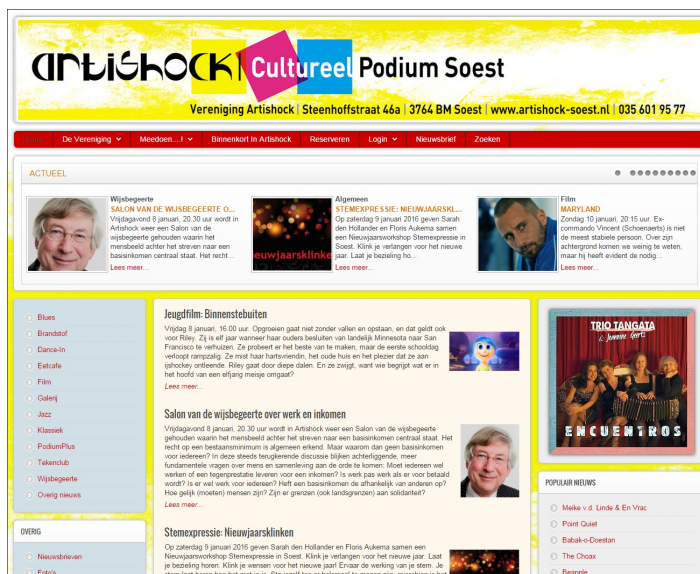 artishock Cultureel Podium Soest
Vereniging Artishock | Steenhoffstraat 46a | 3764 BM Soest | www.artishock-soest.nl | 035 601 95 77
De Vereniging Meedoen....! Binnenkort In Artishock Reserveren Login Nieuwsbrief Zoeken
ACTUEEL
Wijsbegeerte
SALON VAN DE WIJSBEGEERTE O...
Vrijdagavond 8 januari, 20.30 uur wordt in
Artishock weer een Salon van de
wijsbegeerte gehouden waarin het
mensbeeld achter het streven naar een
basisinkomen centraal staat. Het recht...
Lees meer...
euwjaarsklinke
Algemeen
STEMEXPRESSIE: NIEUWJAARSKL...
Op zaterdag 9 januari 2016 geven Sarah
den Hollander en Floris Aukema samen
een Nieuwjaarsworkshop Stemexpressie in
Soest. Klink je verlangen voor het nieuwe
jaar. Laat je bezieling ho...
Lees meer...
Film
MARYLAND
Zondag 10 januari, 20:15 uur. Ex-
commando Vincent (Schoenaerts) is niet
de meest stabiele persoon. Over zijn
achtergrond komen we weinig te weten,
maar hij heeft evident de nodig...
Lees meer...
Blues
Brandstof
Dance-In
Eetcafe
Film
Galerij
Jazz
Klassiek
PodiumPlus
Tekenclub
Wijsbegeerte
Overig nieuws
OVERIG
Nieuwsbrieven
Foto's
Jeugdfilm: Binnenstebuiten
Vrijdag 8 januari, 16.00 uur. Opgroeien gaat niet zonder vallen en opstaan, en dat geldt ook
voor Riley. Zij is elf jaar wanneer haar ouders besluiten van landelijk Minnesota naar San
Francisco te verhuizen. Ze probeert er het beste van te maken, maar de eerste schooldag
verloopt rampzalig. Ze mist haar hartsvriendin, het oude huis en het plezier dat ze aan
ijshockey ontleende. Riley gaat door diepe dalen. En ze zwijgt, want wie begrijpt wat er in
het hoofd van een elfjarig meisje omgaat?
Lees meer...
Salon van de wijsbegeerte over werk en inkomen
Vrijdagavond 8 januari, 20.30 uur wordt in Artishock weer een Salon van de wijsbegeerte
gehouden waarin het mensbeeld achter het streven naar een basisinkomen centraal staat. Het
recht op een bestaansminimum is algemeen erkend. Maar waarom dan geen basisinkomen
voor iedereen? In deze steeds terugkerende discussie blijken achterliggende, meer
fundamentele vragen over mens en samenleving aan de orde te komen: Moet iedereen wel
werken of een tegenprestatie leveren voor een inkomen? Is werk pas werk als er voor betaald
wordt? Is er wel werk voor iedereen? Heft een basisinkomen de afhankelijk van anderen op?
Hoe gelijk (moeten) mensen zijn? Zijn er grenzen (ook landsgrenzen) aan solidariteit?
Lees meer...
Stemexpressie: Nieuwjaarsklinken
Op zaterdag 9 januari 2016 geven Sarah den Hollander en Floris Aukema samen een
Nieuwjaarsworkshop Stemexpressie in Soest. Klink je verlangen voor het nieuwe jaar. Laat
je bezieling horen. Klink je wensen voor het nieuwe jaar! Ervaar de werking van je stem. Je
TRIO TANGATA
& Jeannine Geerts
ENCUENTROS
POPULAIR NIEUWS
Meike v.d. Linde & En Vrac
Point Quiet
Babak-o-Doestan
The Choax
Beapple